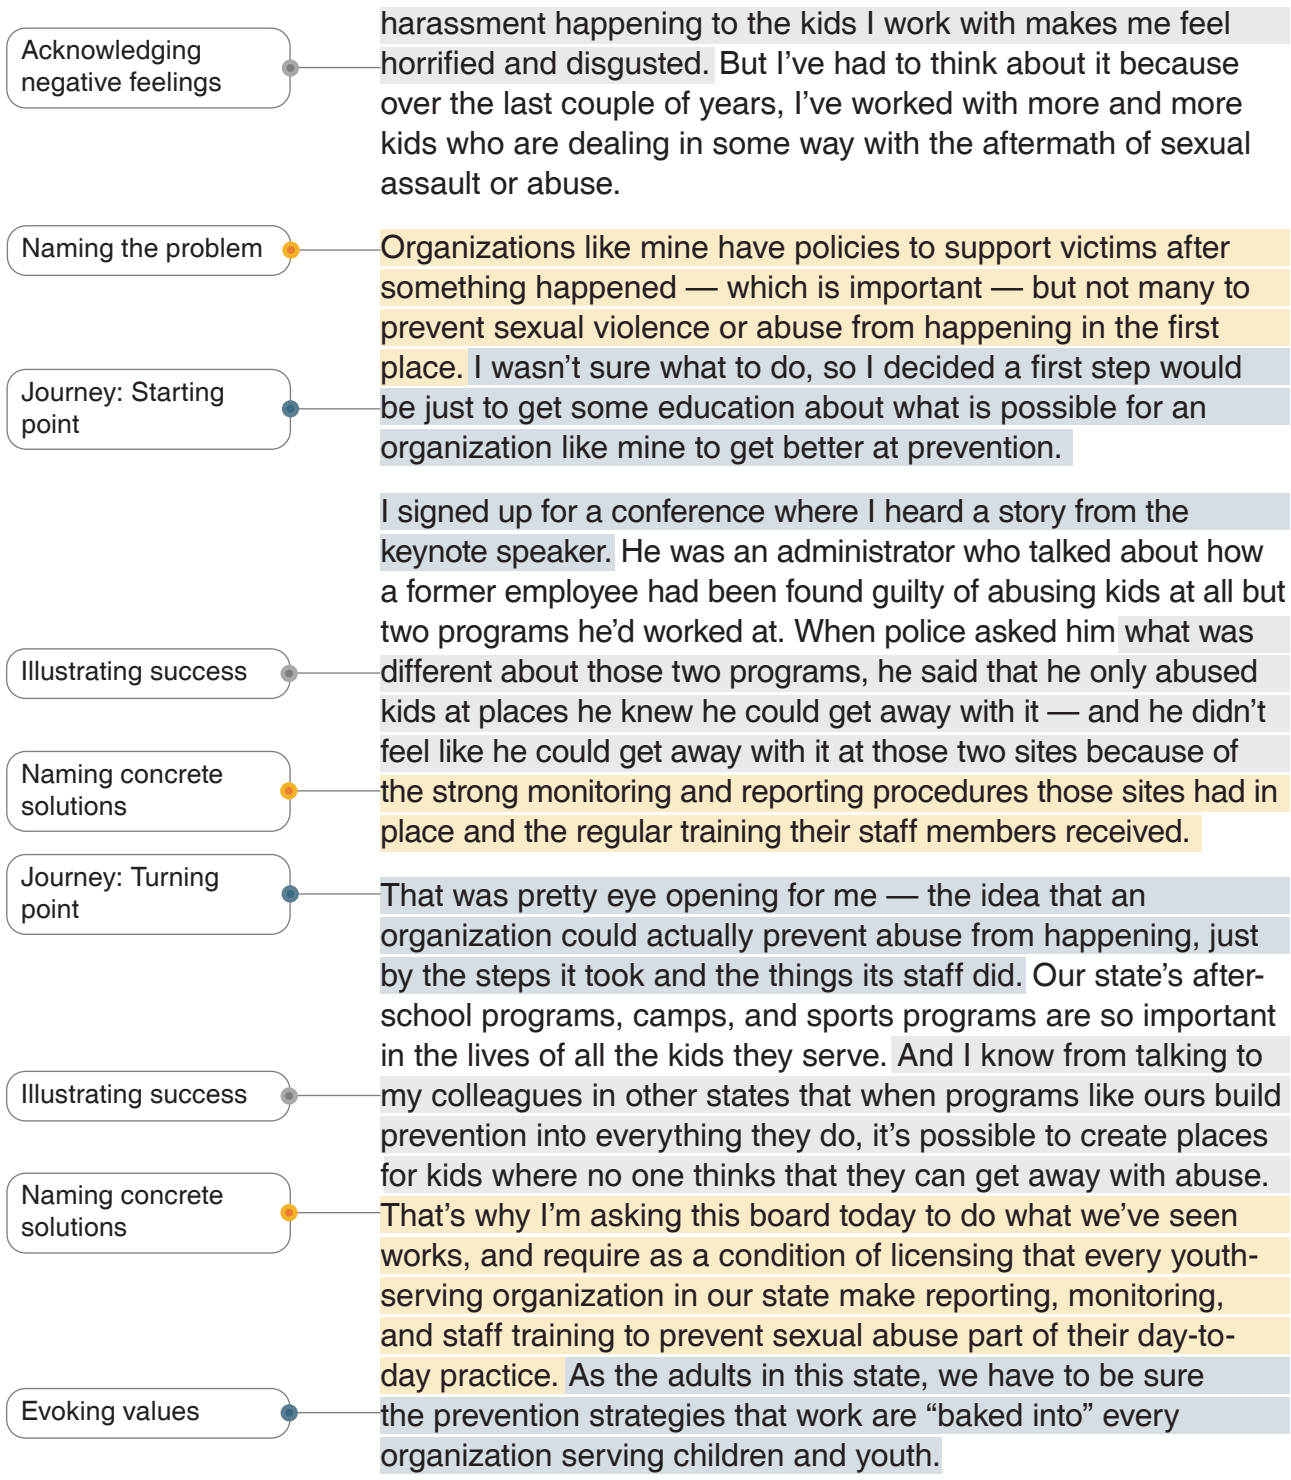 harassment happening to the kids I work with makes me feel
Acknowledging
negative feelings
horrified and disgusted. But I’ve had to think about it because
over the last couple of years, I’ve worked with more and more
kids who are dealing in some way with the aftermath of sexual
assault or abuse.
Naming the problem
Organizations like mine have policies to support victims after
something happened — which is important — but not many to
prevent sexual violence or abuse from happening in the first
place. I wasn’t sure what to do, so I decided a first step would
Journey: Starting
point
be just to get some education about what is possible for an
organization like mine to get better at prevention.
I signed up for a conference where I heard a story from the
keynote speaker. He was an administrator who talked about how
a former employee had been found guilty of abusing kids at all but
two programs he’d worked at. When police asked him what was
Illustrating success
different about those two programs, he said that he only abused
kids at places he knew he could get away with it — and he didn’t
feel like he could get away with it at those two sites because of
Naming concrete
solutions
the strong monitoring and reporting procedures those sites had in
place and the regular training their staff members received.
Journey: Turning
point
That was pretty eye opening for me — the idea that an
organization could actually prevent abuse from happening, just
by the steps it took and the things its staff did. Our state’s after-
school programs, camps, and sports programs are so important
in the lives of all the kids they serve. And I know from talking to
Illustrating success
my colleagues in other states that when programs like ours build
prevention into everything they do, it’s possible to create places
for kids where no one thinks that they can get away with abuse.
Naming concrete
solutions
That’s why I’m asking this board today to do what we’ve seen
works, and require as a condition of licensing that every youth-
serving organization in our state make reporting, monitoring,
and staff training to prevent sexual abuse part of their day-to-
day practice. As the adults in this state, we have to be sure
Evoking values
the prevention strategies that work are “baked into” every
organization serving children and youth.